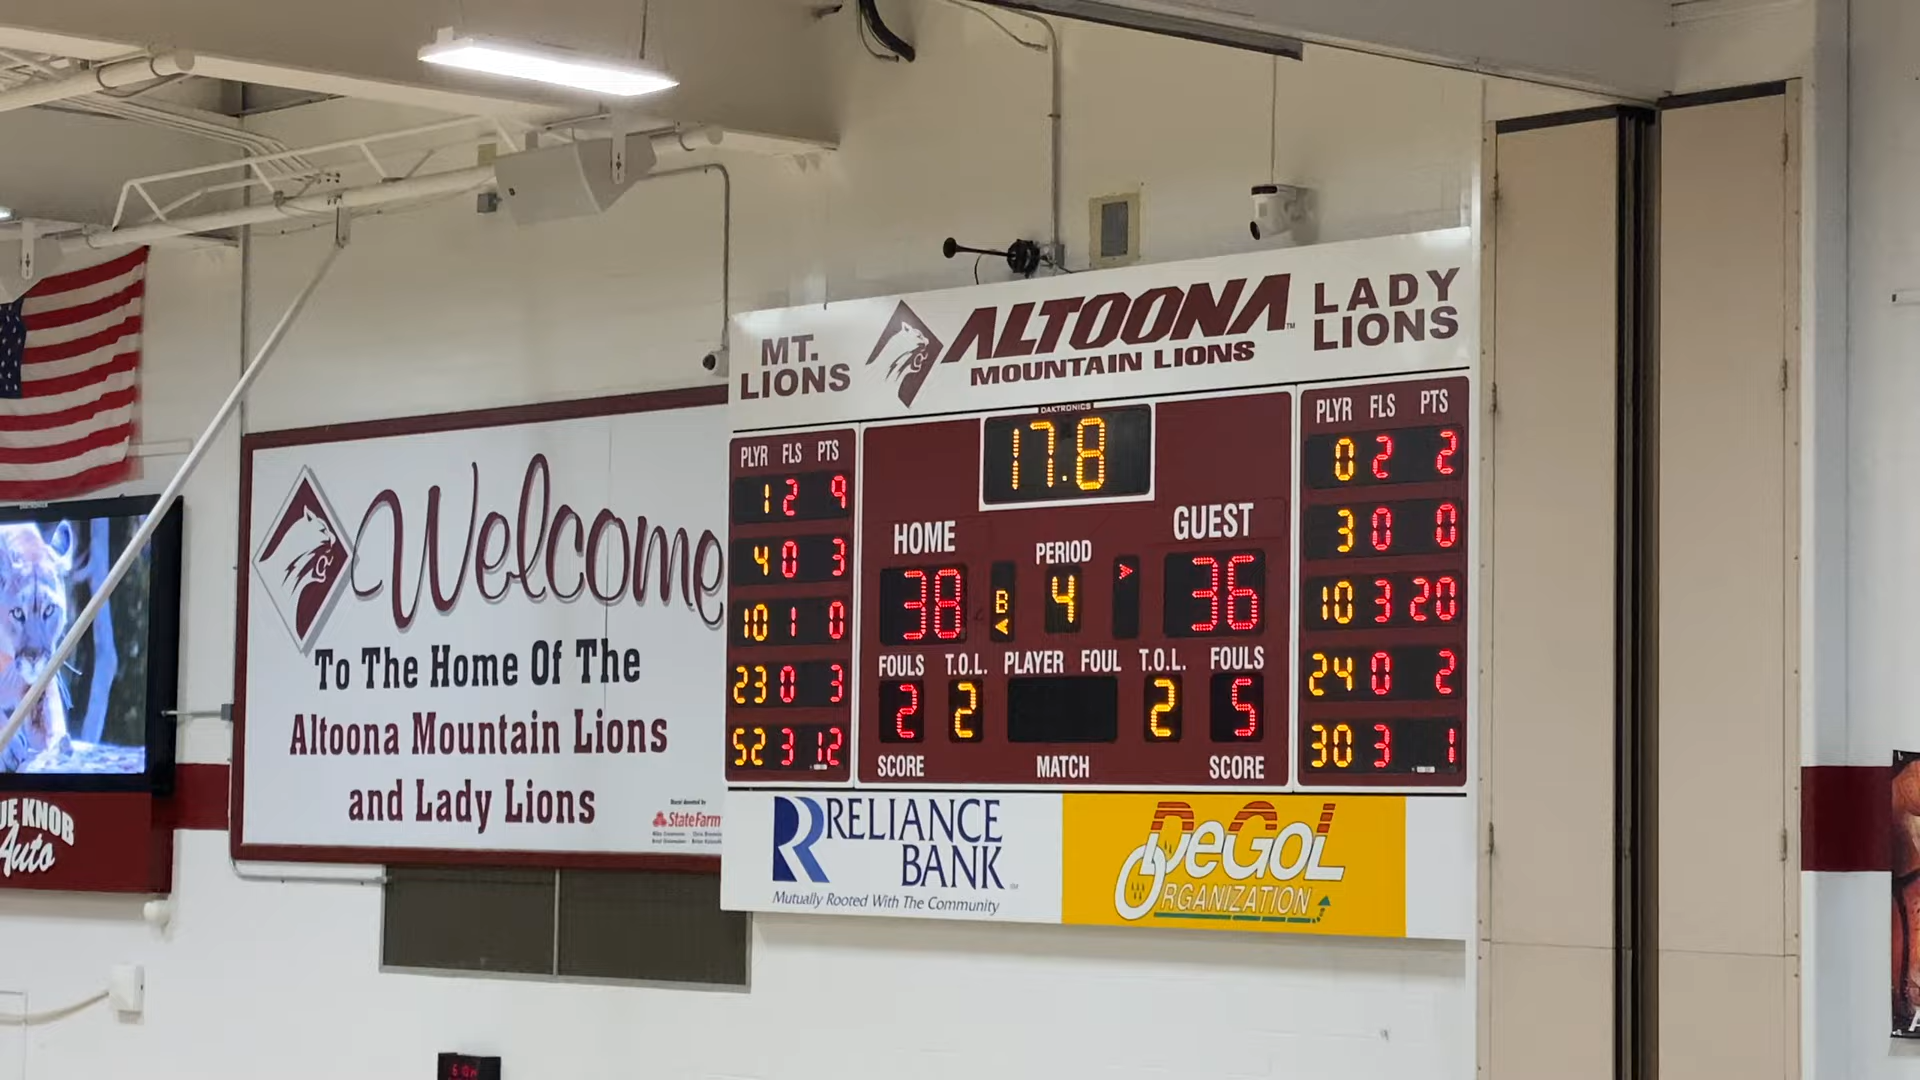 MT.
LIONS
ALTOONA
MOUNTAIN LIONS
LADY
LIONS
DAKTRONICS
17.8
PLYR FLS PTS
1 2 9
4 0 3
10 1 0
23 0 3
52 3 12
HOME
38
PERIOD
B 4
GUEST
36
FOULS T.O.L. PLAYER FOUL T.O.L. FOULS
2 2 2 5
SCORE MATCH SCORE
PLYR FLS PTS
0 2 2
3 0 0
10 3 20
24 0 2
30 3 1
RELIANCE
BANK
Mutually Rooted With The Community
DeGOL
ORGANIZATION
Welcome
To The Home Of The
Altoona Mountain Lions
and Lady Lions
State Farm
UE KNOB
Auto